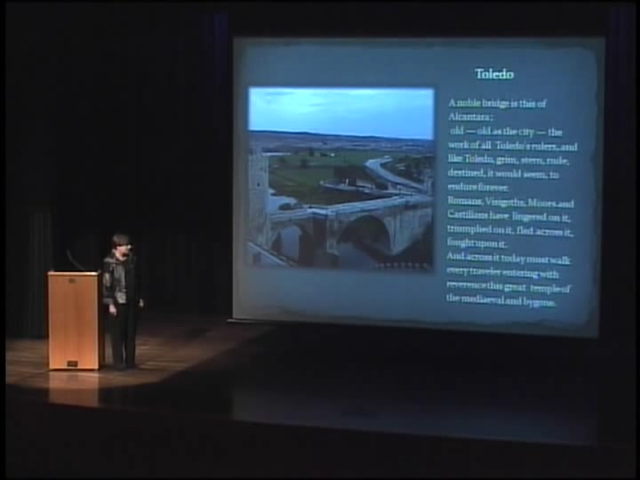 Toledo
A noble bridge is this of
Alcantara;
old — old as the city — the
work of all Toledo's rulers, and
like Toledo, grim, stern, rude,
destined, it would seem, to
endure forever.
Romans, Visigoths, Moors and
Castilians have lingered on it,
triumphed on it, fled across it,
fought upon it.
And across it today must walk
every traveler entering with
reverence this great temple of
the mediaeval and bygone.